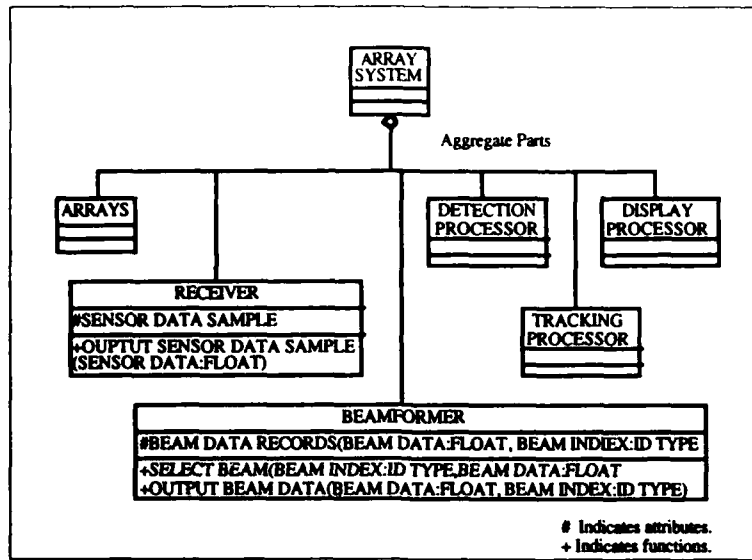 ARRAY
SYSTEM
Aggregate Parts
ARRAYS
DETECTION
PROCESSOR
DISPLAY
PROCESSOR
RECEIVER
#SENSOR DATA SAMPLE
+OUPTUT SENSOR DATA SAMPLE
(SENSOR DATA:FLOAT)
TRACKING
PROCESSOR
BEAMFORMER
#BEAM DATA RECORDS(BEAM DATA:FLOAT, BEAM INDIEX:ID TYPE
+SELECT BEAM(BEAM INDEX:ID TYPE,BEAM DATA:FLOAT
+OUTPUT BEAM DATA(BEAM DATA:FLOAT, BEAM INDEX:ID TYPE)
# Indicates attributes.
+ Indicates functions.